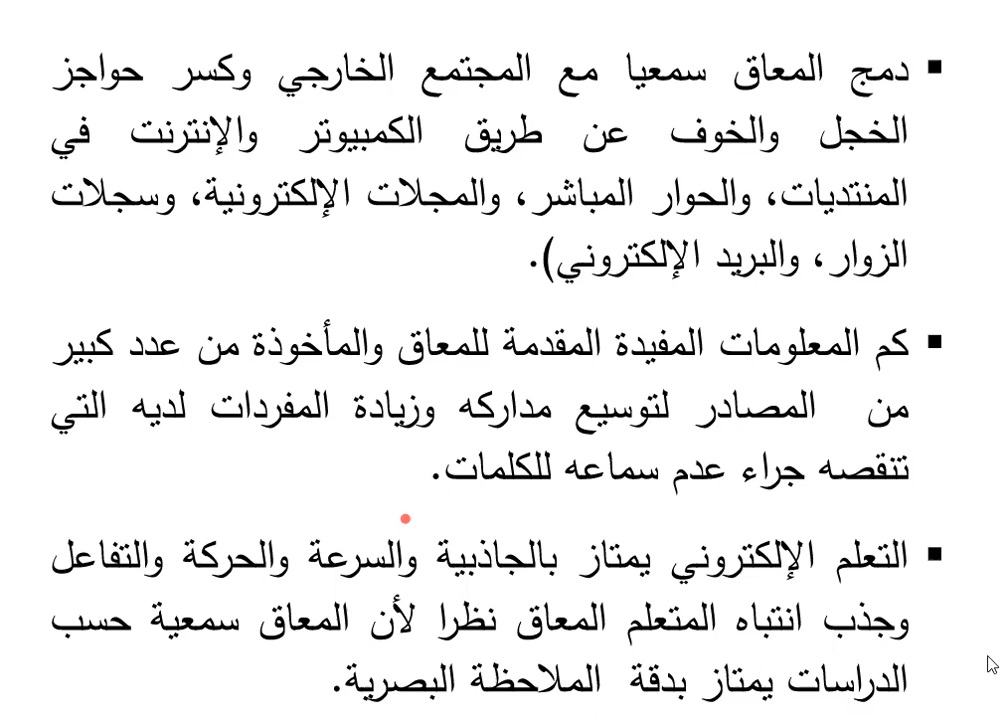 ▪ دمج المعاق سمعيا مع المجتمع الخارجي وكسر حواجز
الخجل والخوف عن طريق الكمبيوتر والإنترنت في
المنتديات، والحوار المباشر، والمجلات الإلكترونية، وسجلات
الزوار، والبريد الإلكتروني).
▪ كم المعلومات المفيدة المقدمة للمعاق والمأخوذة من عدد كبير
من المصادر لتوسيع مداركه وزيادة المفردات لديه التي
تنقصه جراء عدم سماعه للكلمات.
▪ التعلم الإلكتروني يمتاز بالجاذبية والسرعة والحركة والتفاعل
وجذب انتباه المتعلم المعاق نظرا لأن المعاق سمعية حسب
الدراسات يمتاز بدقة الملاحظة البصرية.